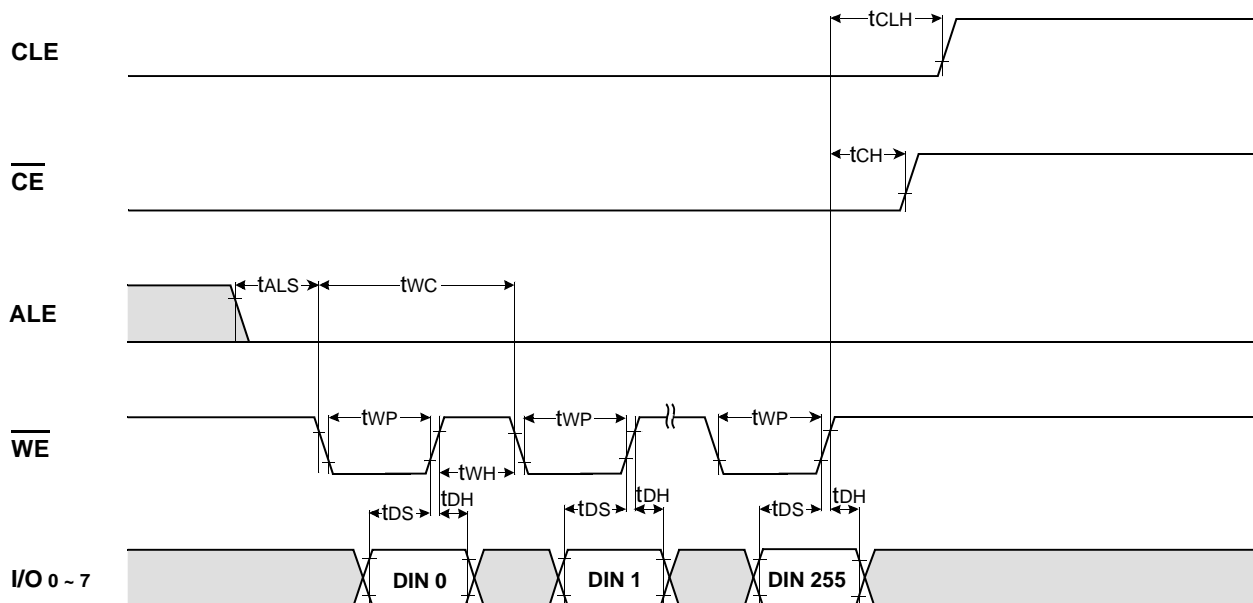 tCLH
CLE
tCH
CE
tALS
tWC
ALE
tWP
tWP
tWP
WE
tWH
tDH
tDH
tDH
tDS
tDS
tDS
I/O 0 ~ 7
DIN 0
DIN 1
DIN 255